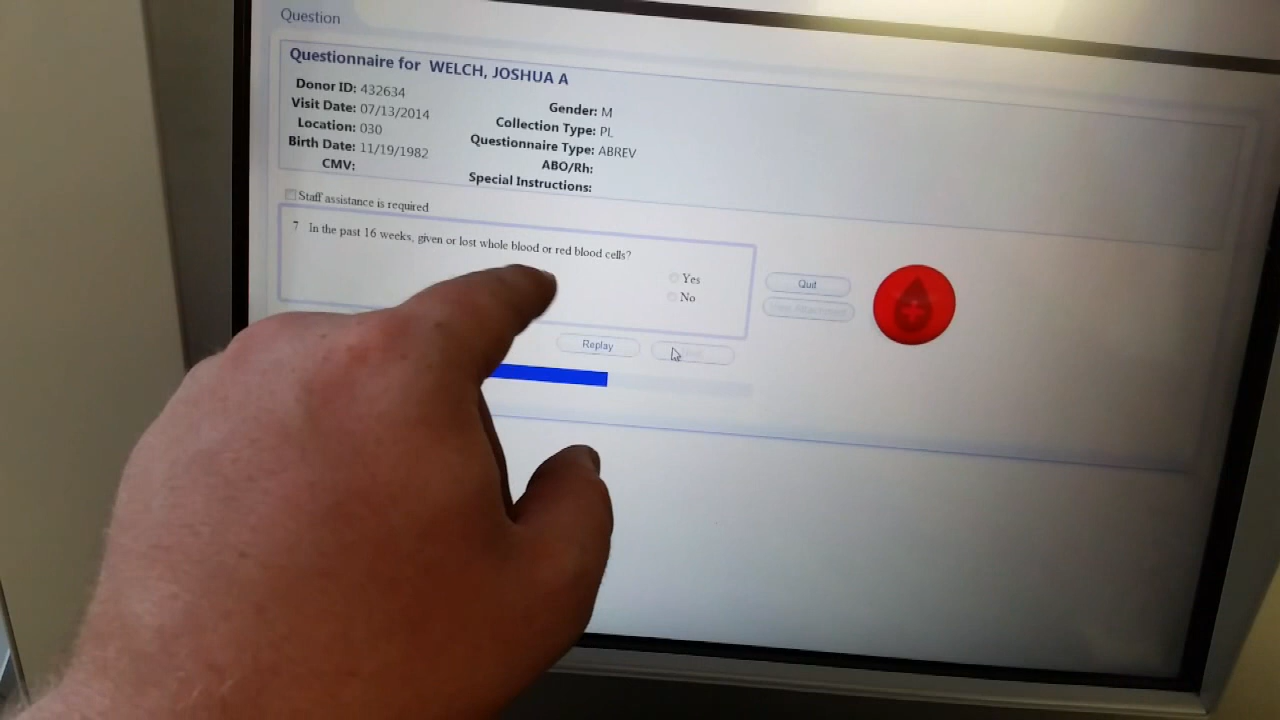 Question
Questionnaire for WELCH, JOSHUA A
Donor ID: 432634
Visit Date: 07/13/2014
Location: 030
Birth Date: 11/19/1982
CMV:
Gender: M
Collection Type: PL
Questionnaire Type: ABREV
ABO/Rh:
Special Instructions:
Staff assistance is required
7 In the past 16 weeks, given or lost whole blood or red blood cells?
Yes
No
Quit
Replay